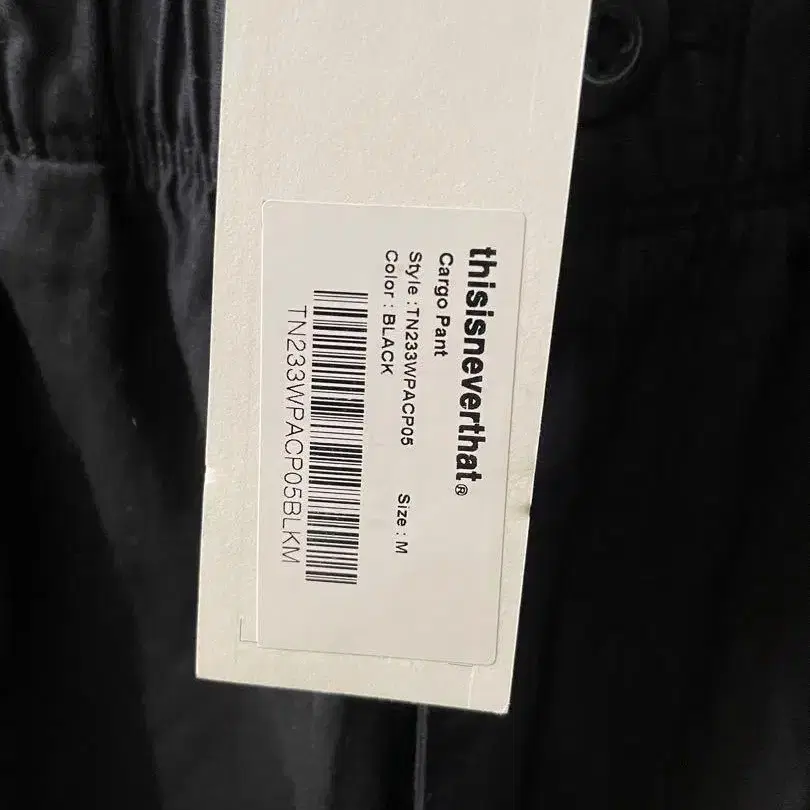 thisisneverthat®
Cargo Pant
Style :TN233WPACP05
Color : BLACK Size : M
TN233WPACP05BLKM